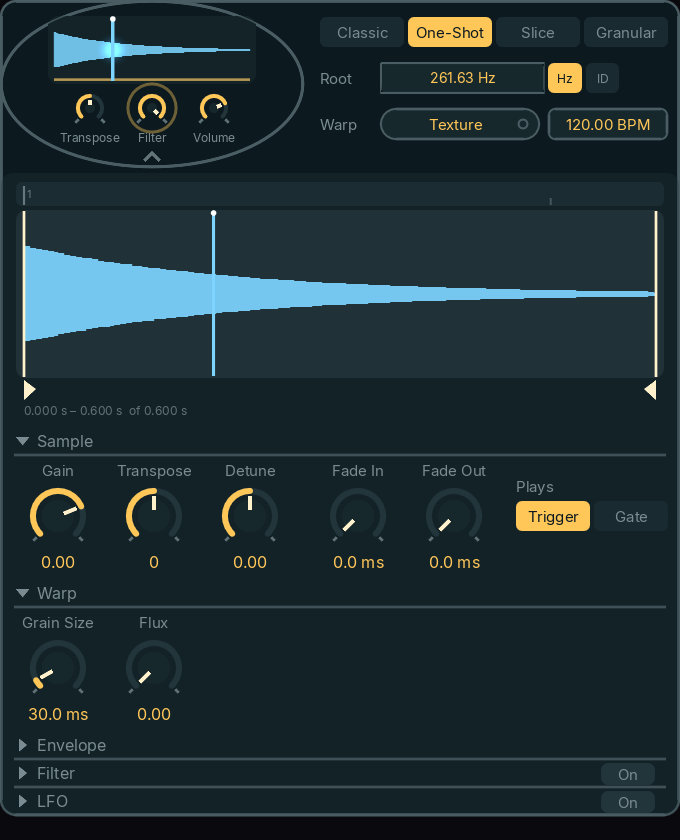 Classic One-Shot Slice Granular
Root 261.63 Hz Hz ID
Warp Texture 120.00 BPM
Transpose Filter Volume
1
0.000 s – 0.600 s of 0.600 s
Sample
Gain Transpose Detune Fade In Fade Out Plays
Trigger Gate
0.00 0 0.00 0.0 ms 0.0 ms
Warp
Grain Size Flux
30.0 ms 0.00
Envelope
Filter On
LFO On